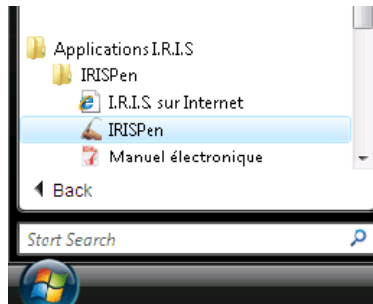 Applications I.R.I.S
IRISPen
I.R.I.S. sur Internet
IRISPen
Manuel électronique
Back
Start Search